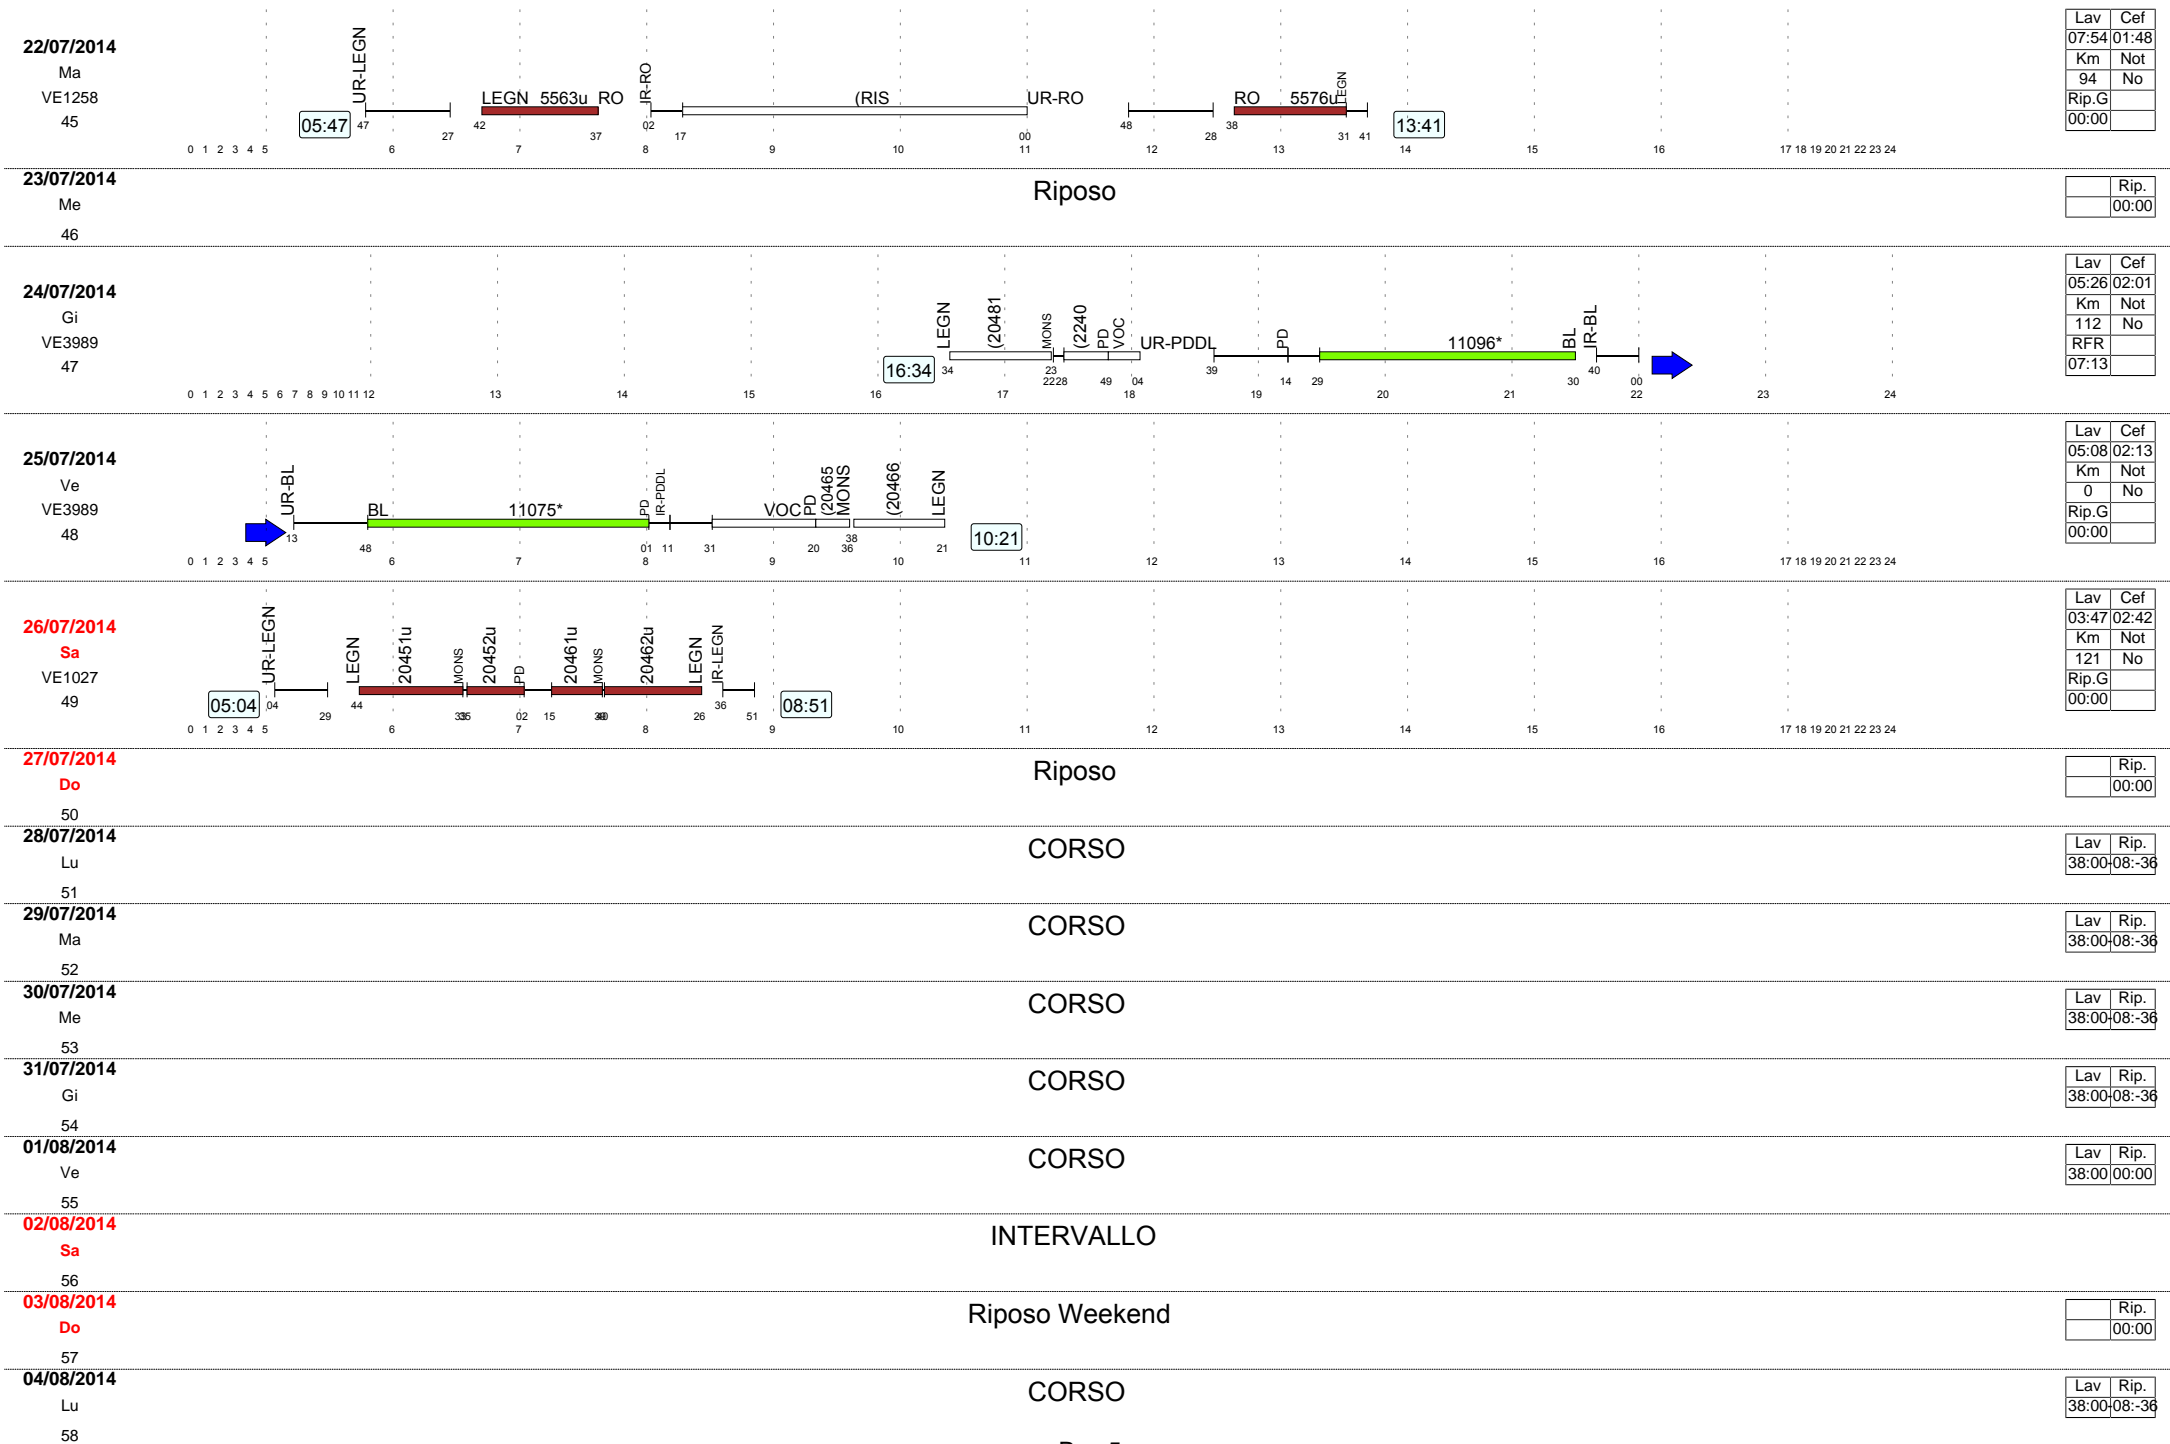 22/07/2014
Ma
VE1258
45
05:47
UR-LEGN
LEGN 5563u RO
IR-RO
(RIS
UR-RO
RO 5576u
LEGN
13:41
47 27 42 37 02 17 00 48 28 38 31 41
0 1 2 3 4 5 6 7 8 9 10 11 12 13 14 15 16 17 18 19 20 21 22 23 24
Lav Cef
07:54 01:48
Km Not
94 No
Rip.G
00:00
23/07/2014
Me
46
Riposo
Rip.
00:00
24/07/2014
Gi
VE3989
47
16:34
LEGN
(20481
MONS
(2240
PD
VOC
UR-PDDL
PD
11096*
BL
IR-BL
34 23 22 28 49 04 39 14 29 30 40 00
0 1 2 3 4 5 6 7 8 9 10 11 12 13 14 15 16 17 18 19 20 21 22 23 24
Lav Cef
05:26 02:01
Km Not
112 No
RFR
07:13
25/07/2014
Ve
VE3989
48
UR-BL
BL 11075*
PD
IR-PDDL
VOC
PD
(20465
MONS
(20466
LEGN
10:21
13 48 01 11 31 20 36 38 21
0 1 2 3 4 5 6 7 8 9 10 11 12 13 14 15 16 17 18 19 20 21 22 23 24
Lav Cef
05:08 02:13
Km Not
0 No
Rip.G
00:00
26/07/2014
Sa
VE1027
49
05:04
UR-LEGN
LEGN
20451u
MONS
20452u
PD
20461u
MONS
20462u
LEGN
IR-LEGN
08:51
04 29 44 35 02 15 40 26 36 51
0 1 2 3 4 5 6 7 8 9 10 11 12 13 14 15 16 17 18 19 20 21 22 23 24
Lav Cef
03:47 02:42
Km Not
121 No
Rip.G
00:00
27/07/2014
Do
50
Riposo
Rip.
00:00
28/07/2014
Lu
51
CORSO
Lav Rip.
38:00 -08:-36
29/07/2014
Ma
52
CORSO
Lav Rip.
38:00 -08:-36
30/07/2014
Me
53
CORSO
Lav Rip.
38:00 -08:-36
31/07/2014
Gi
54
CORSO
Lav Rip.
38:00 -08:-36
01/08/2014
Ve
55
CORSO
Lav Rip.
38:00 00:00
02/08/2014
Sa
56
INTERVALLO
03/08/2014
Do
57
Riposo Weekend
Rip.
00:00
04/08/2014
Lu
58
CORSO
Lav Rip.
38:00 -08:-36